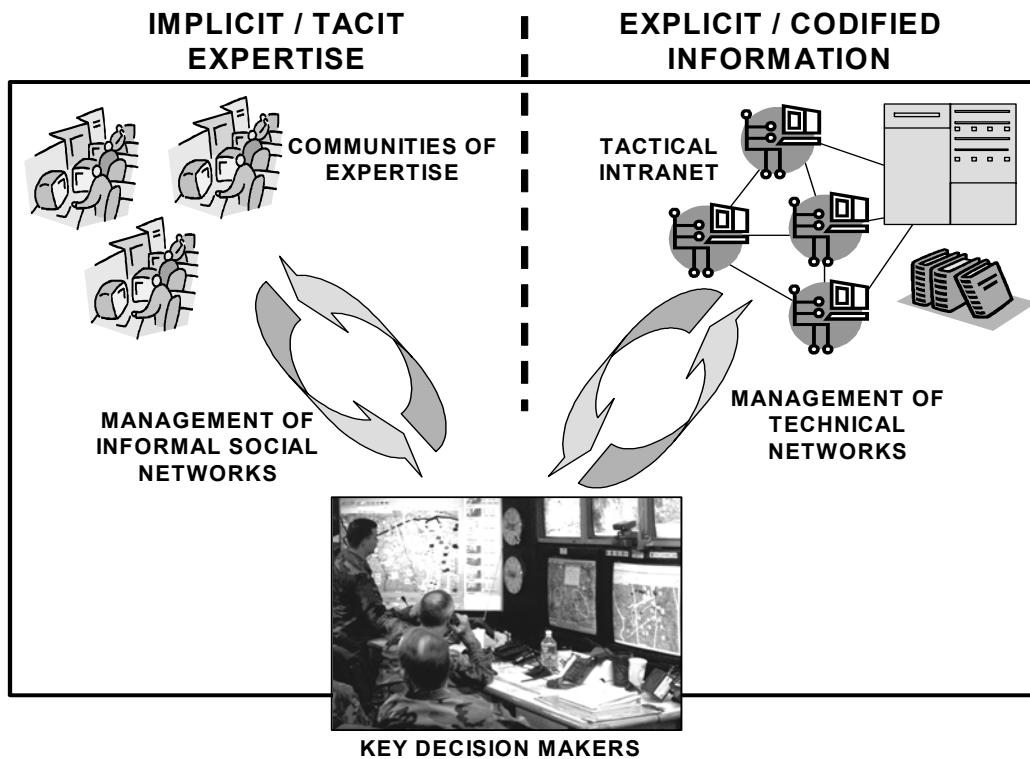 IMPLICIT / TACIT
EXPERTISE
EXPLICIT / CODIFIED
INFORMATION
COMMUNITIES OF
EXPERTISE
TACTICAL
INTRANET
MANAGEMENT OF
INFORMAL SOCIAL
NETWORKS
MANAGEMENT OF
TECHNICAL
NETWORKS
KEY DECISION MAKERS